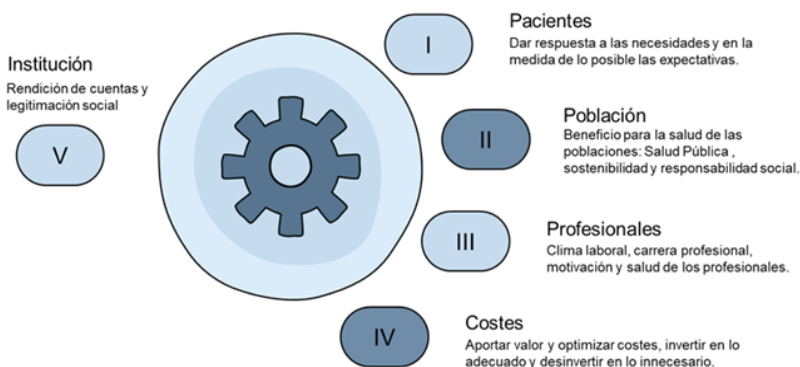 I
Pacientes
Dar respuesta a las necesidades y en la
medida de lo posible las expectativas.
II
Población
Beneficio para la salud de las
poblaciones: Salud Pública ,
sostenibilidad y responsabilidad social.
III
Profesionales
Clima laboral, carrera profesional,
motivación y salud de los profesionales.
IV
Costes
Aportar valor y optimizar costes, invertir en lo
adecuado y desinvertir en lo innecesario.
Institución
Rendición de cuentas y
legitimación social
V